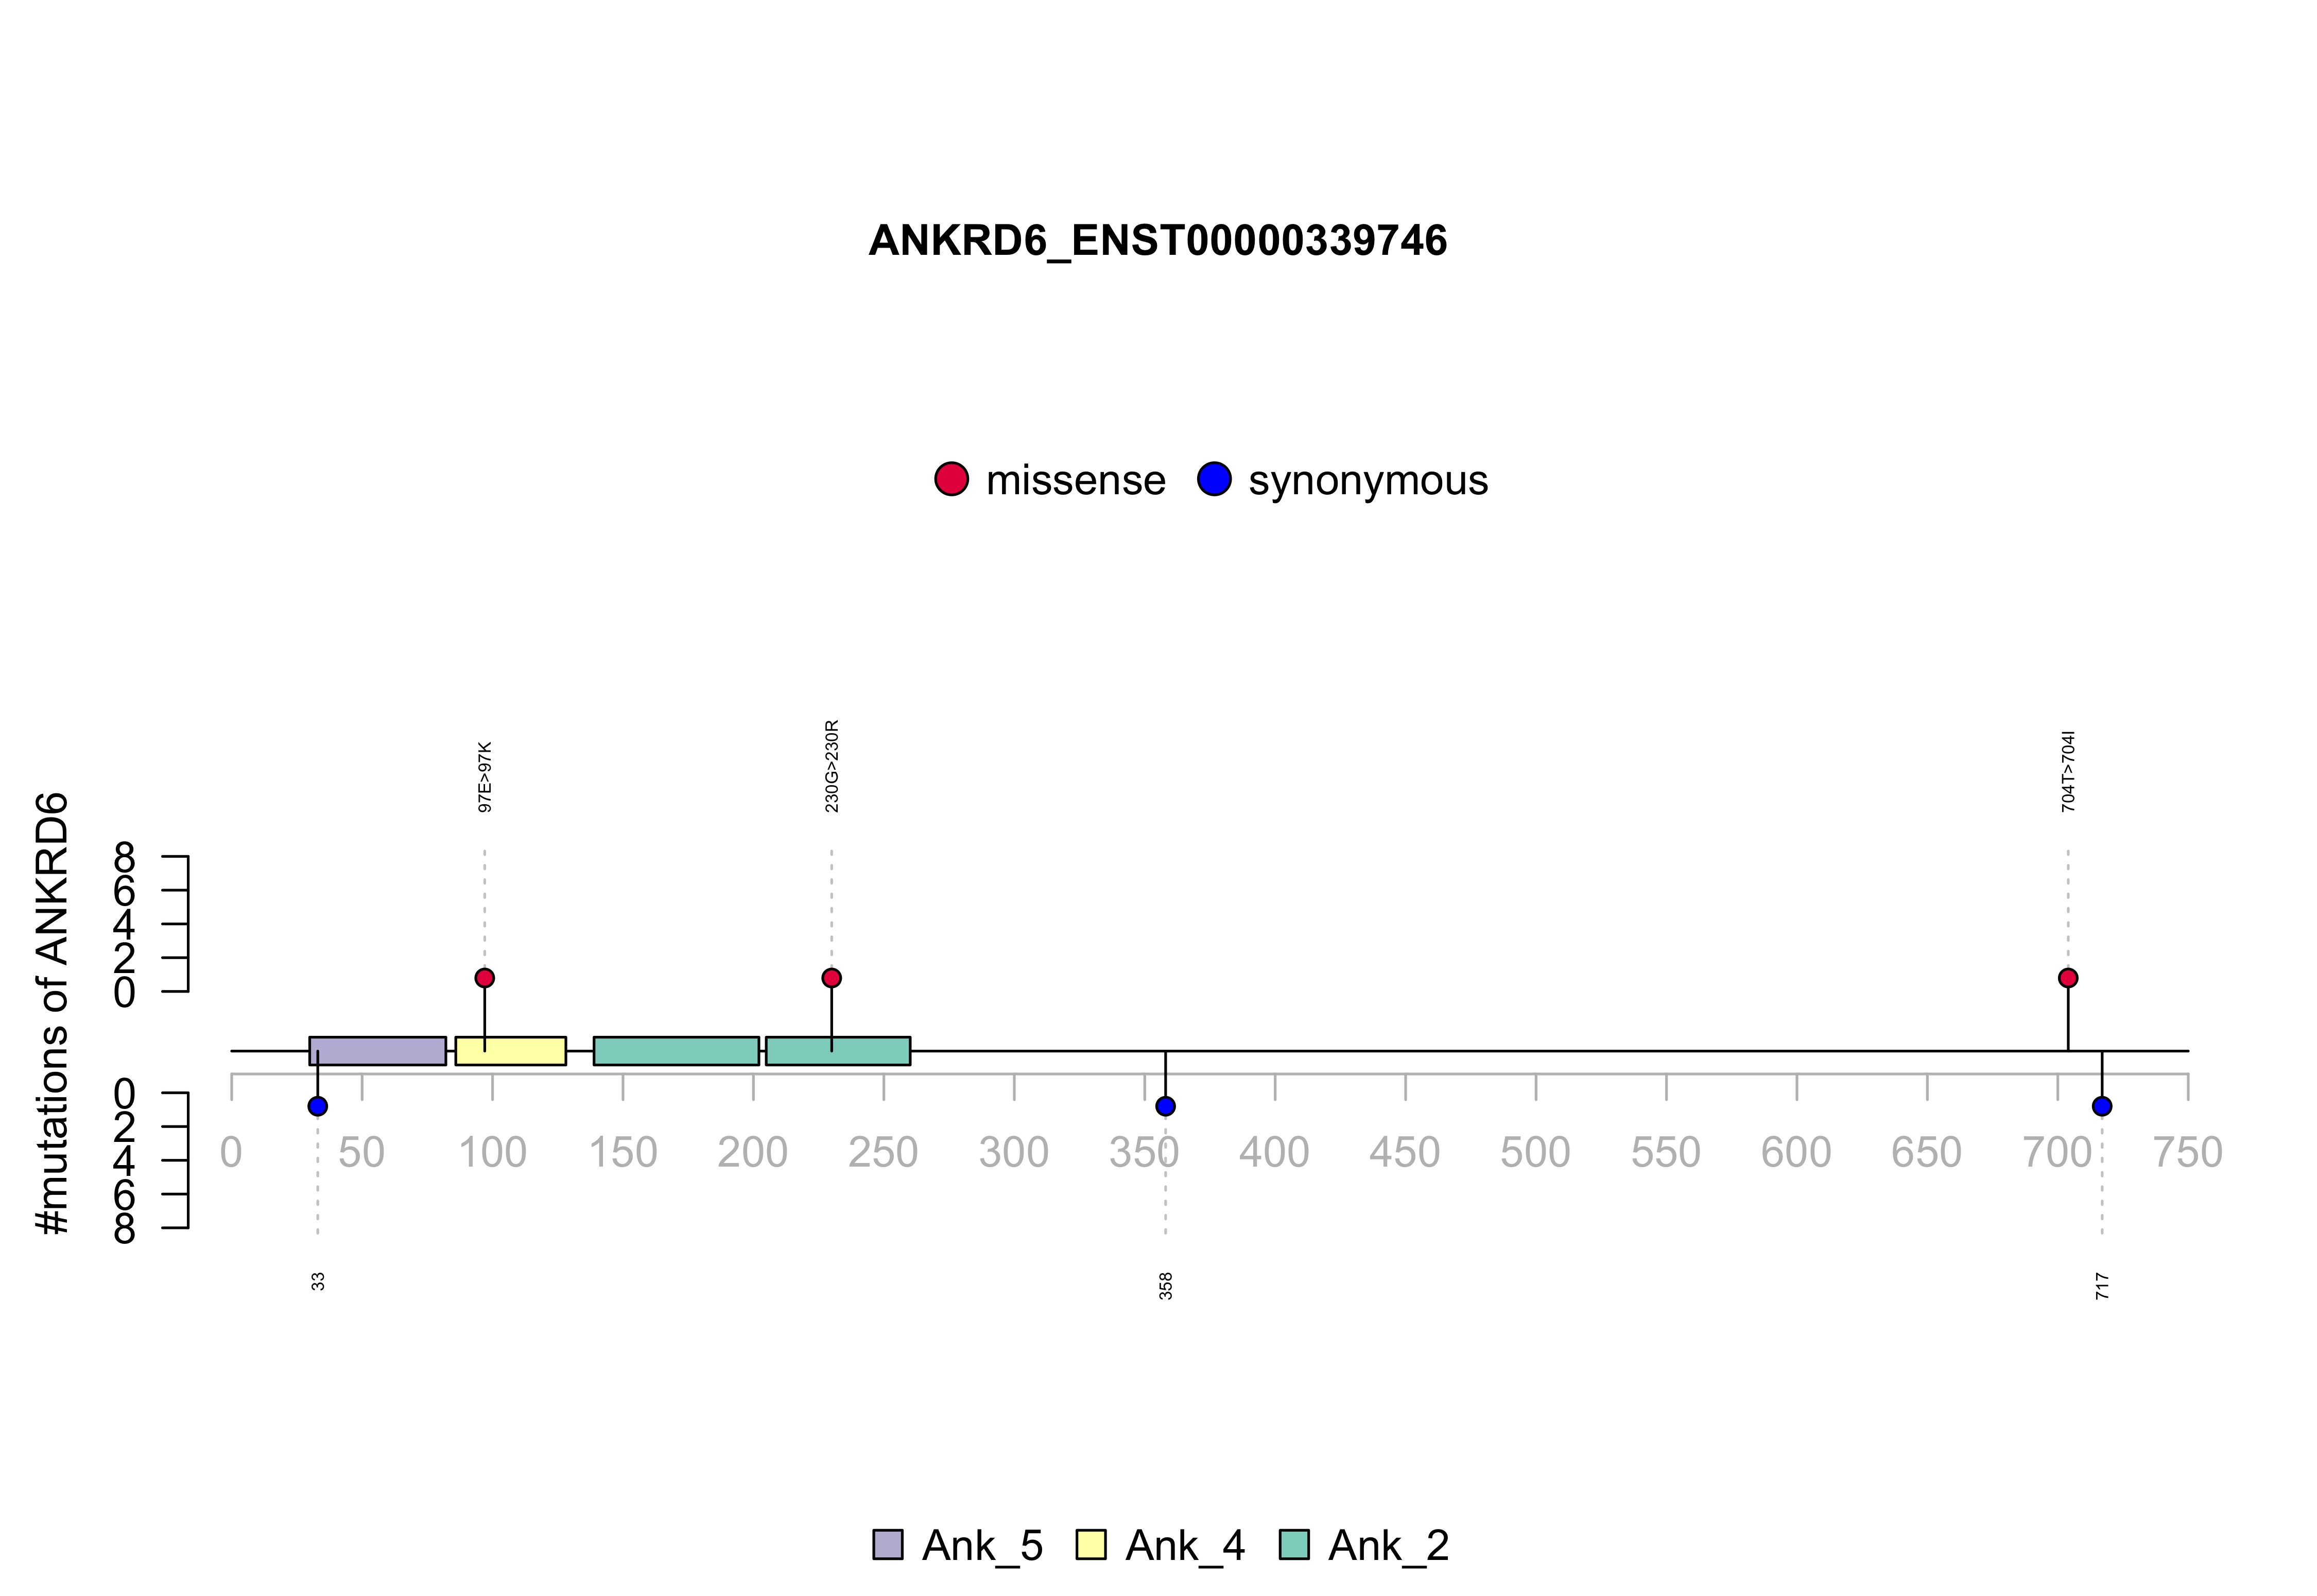 ANKRD6_ENST00000339746
missense synonymous
97E>97K 230G>230R 704T>704I
#mutations of ANKRD6
8
6
4
2
0
0
2
4
6
8
0 50 100 150 200 250 300 350 400 450 500 550 600 650 700 750
33 358 717
Ank_5 Ank_4 Ank_2